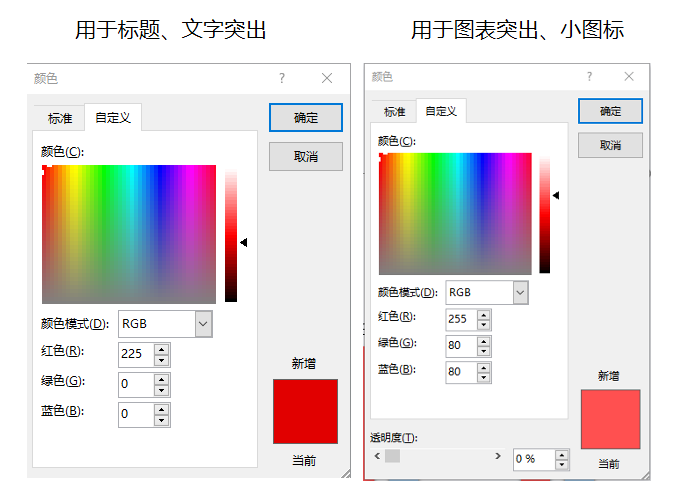 用于标题、文字突出
用于图表突出、小图标
颜色
?
标准
自定义
确定
取消
颜色(C):
颜色模式(D):
RGB
红色(R):
225
绿色(G):
0
蓝色(B):
0
新增
当前
颜色
?
标准
自定义
确定
取消
颜色(C):
颜色模式(D):
RGB
红色(R):
255
绿色(G):
80
蓝色(B):
80
新增
透明度(T):
0 %
当前